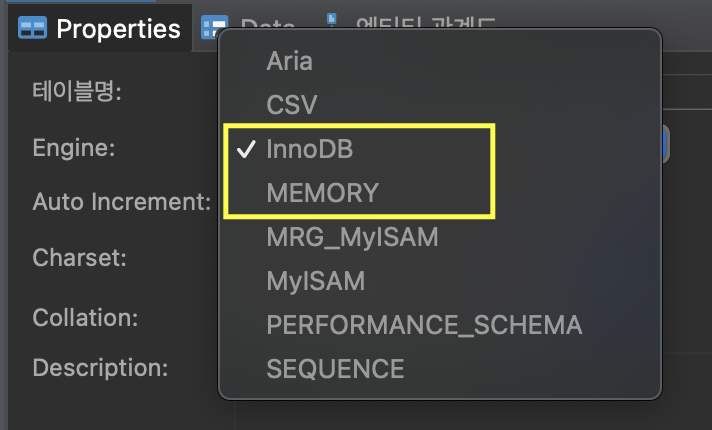 Properties
Data
엔티티 관계도
테이블명:
Engine:
Auto Increment:
Charset:
Collation:
Description:
Aria
CSV
InnoDB
MEMORY
MRG_MyISAM
MyISAM
PERFORMANCE_SCHEMA
SEQUENCE